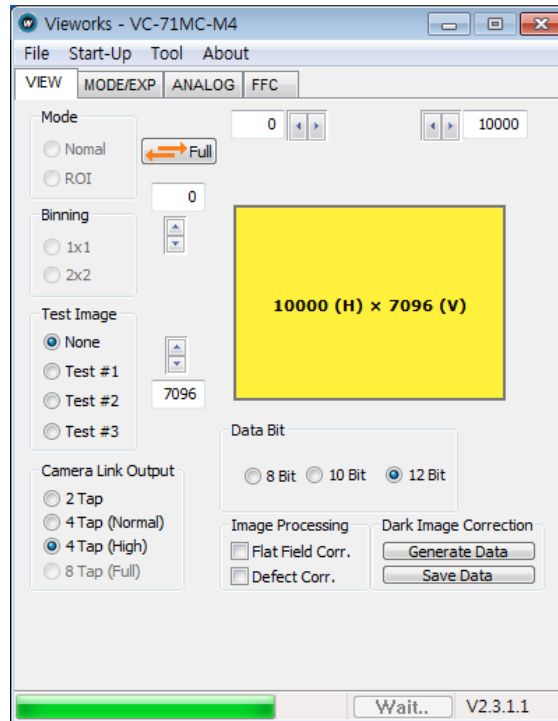 Vieworks - VC-71MC-M4
File Start-Up Tool About
VIEW MODE/EXP ANALOG FFC
Mode
Nomal
ROI
Full
0
10000
0
Binning
1x1
2x2
10000 (H) × 7096 (V)
Test Image
None
Test #1
Test #2
Test #3
7096
Data Bit
8 Bit 10 Bit 12 Bit
Camera Link Output
2 Tap
4 Tap (Normal)
4 Tap (High)
8 Tap (Full)
Image Processing
Flat Field Corr.
Defect Corr.
Dark Image Correction
Generate Data
Save Data
Wait.. V2.3.1.1